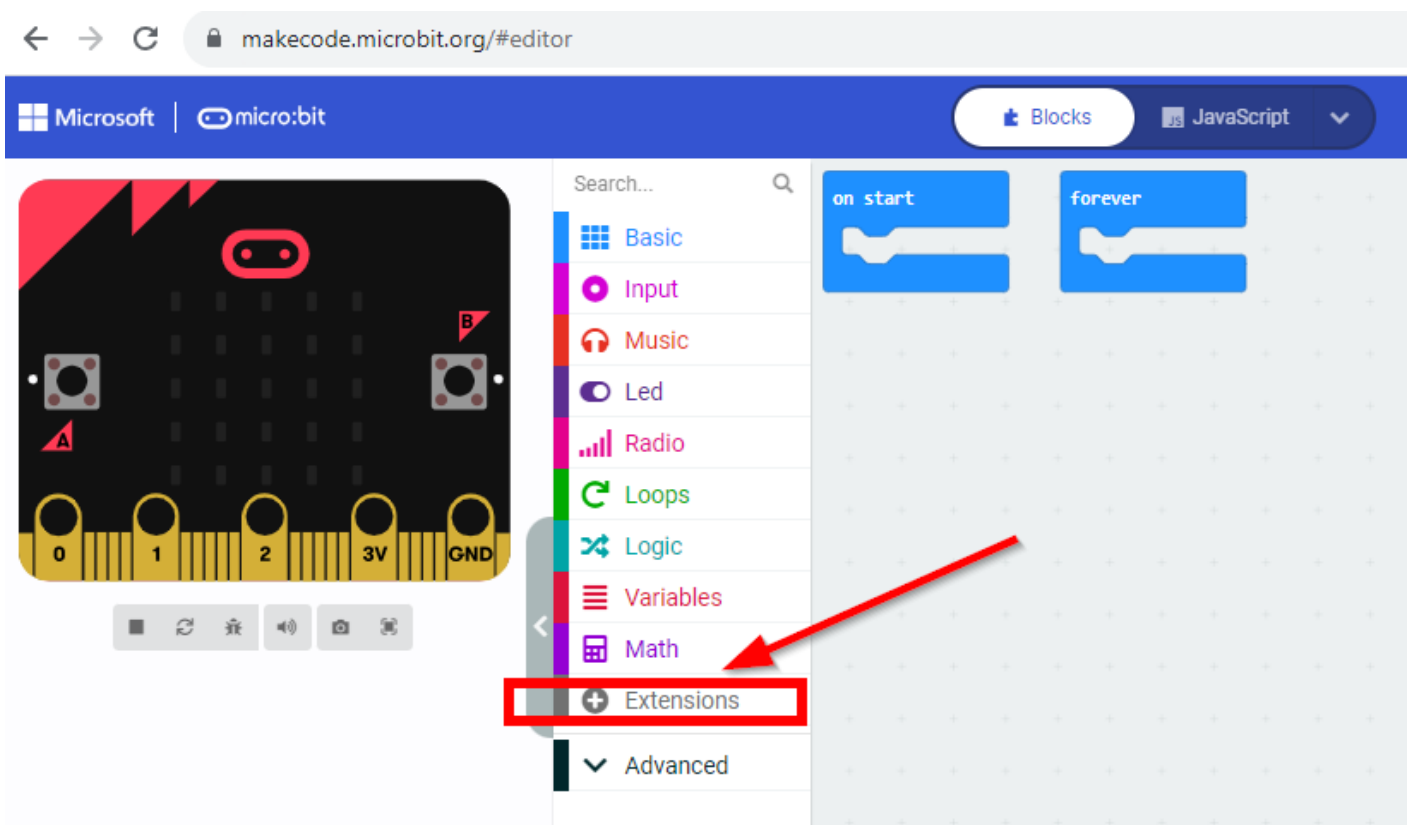 makecode.microbit.org/#editor
Microsoft micro:bit Blocks JS JavaScript
Search...
Basic
Input
Music
Led
Radio
Loops
Logic
Variables
Math
Extensions
Advanced
on start
forever
B
A
0 1 2 3V GND